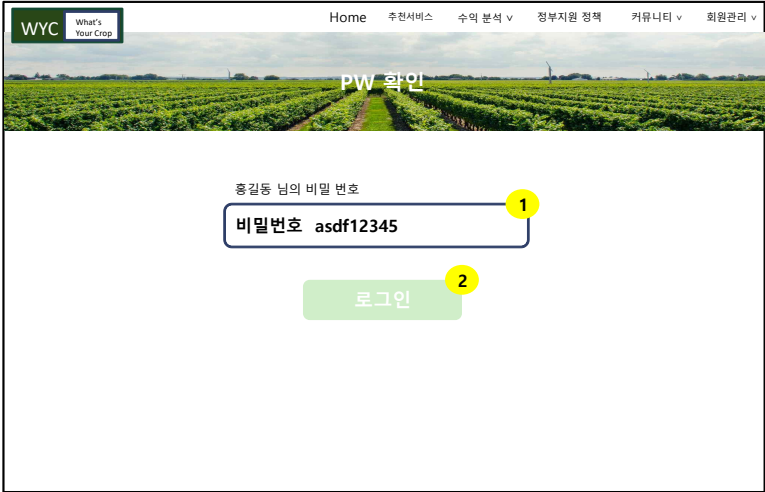 WYC
What's
Your Crop
Home 추천서비스 수익 분석 ∨ 정부지원 정책 커뮤니티 ∨ 회원관리 ∨
PW 확인
홍길동 님의 비밀 번호
1
비밀번호 asdf12345
2
로그인